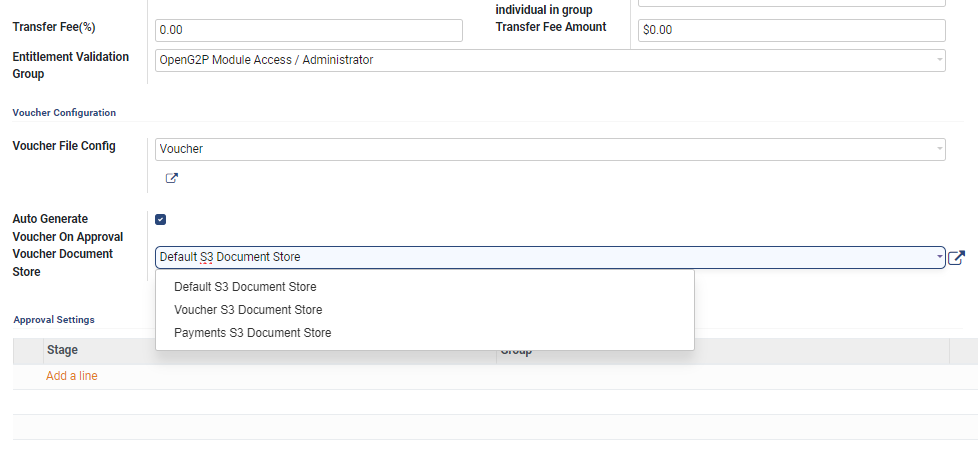 individual in group
Transfer Fee(%)
0.00
Transfer Fee Amount
$0.00
Entitlement Validation
Group
OpenG2P Module Access / Administrator
Voucher Configuration
Voucher File Config
Voucher
Auto Generate
Voucher On Approval
Voucher Document
Store
Default S3 Document Store
Default S3 Document Store
Voucher S3 Document Store
Payments S3 Document Store
Approval Settings
Stage
Group
Add a line